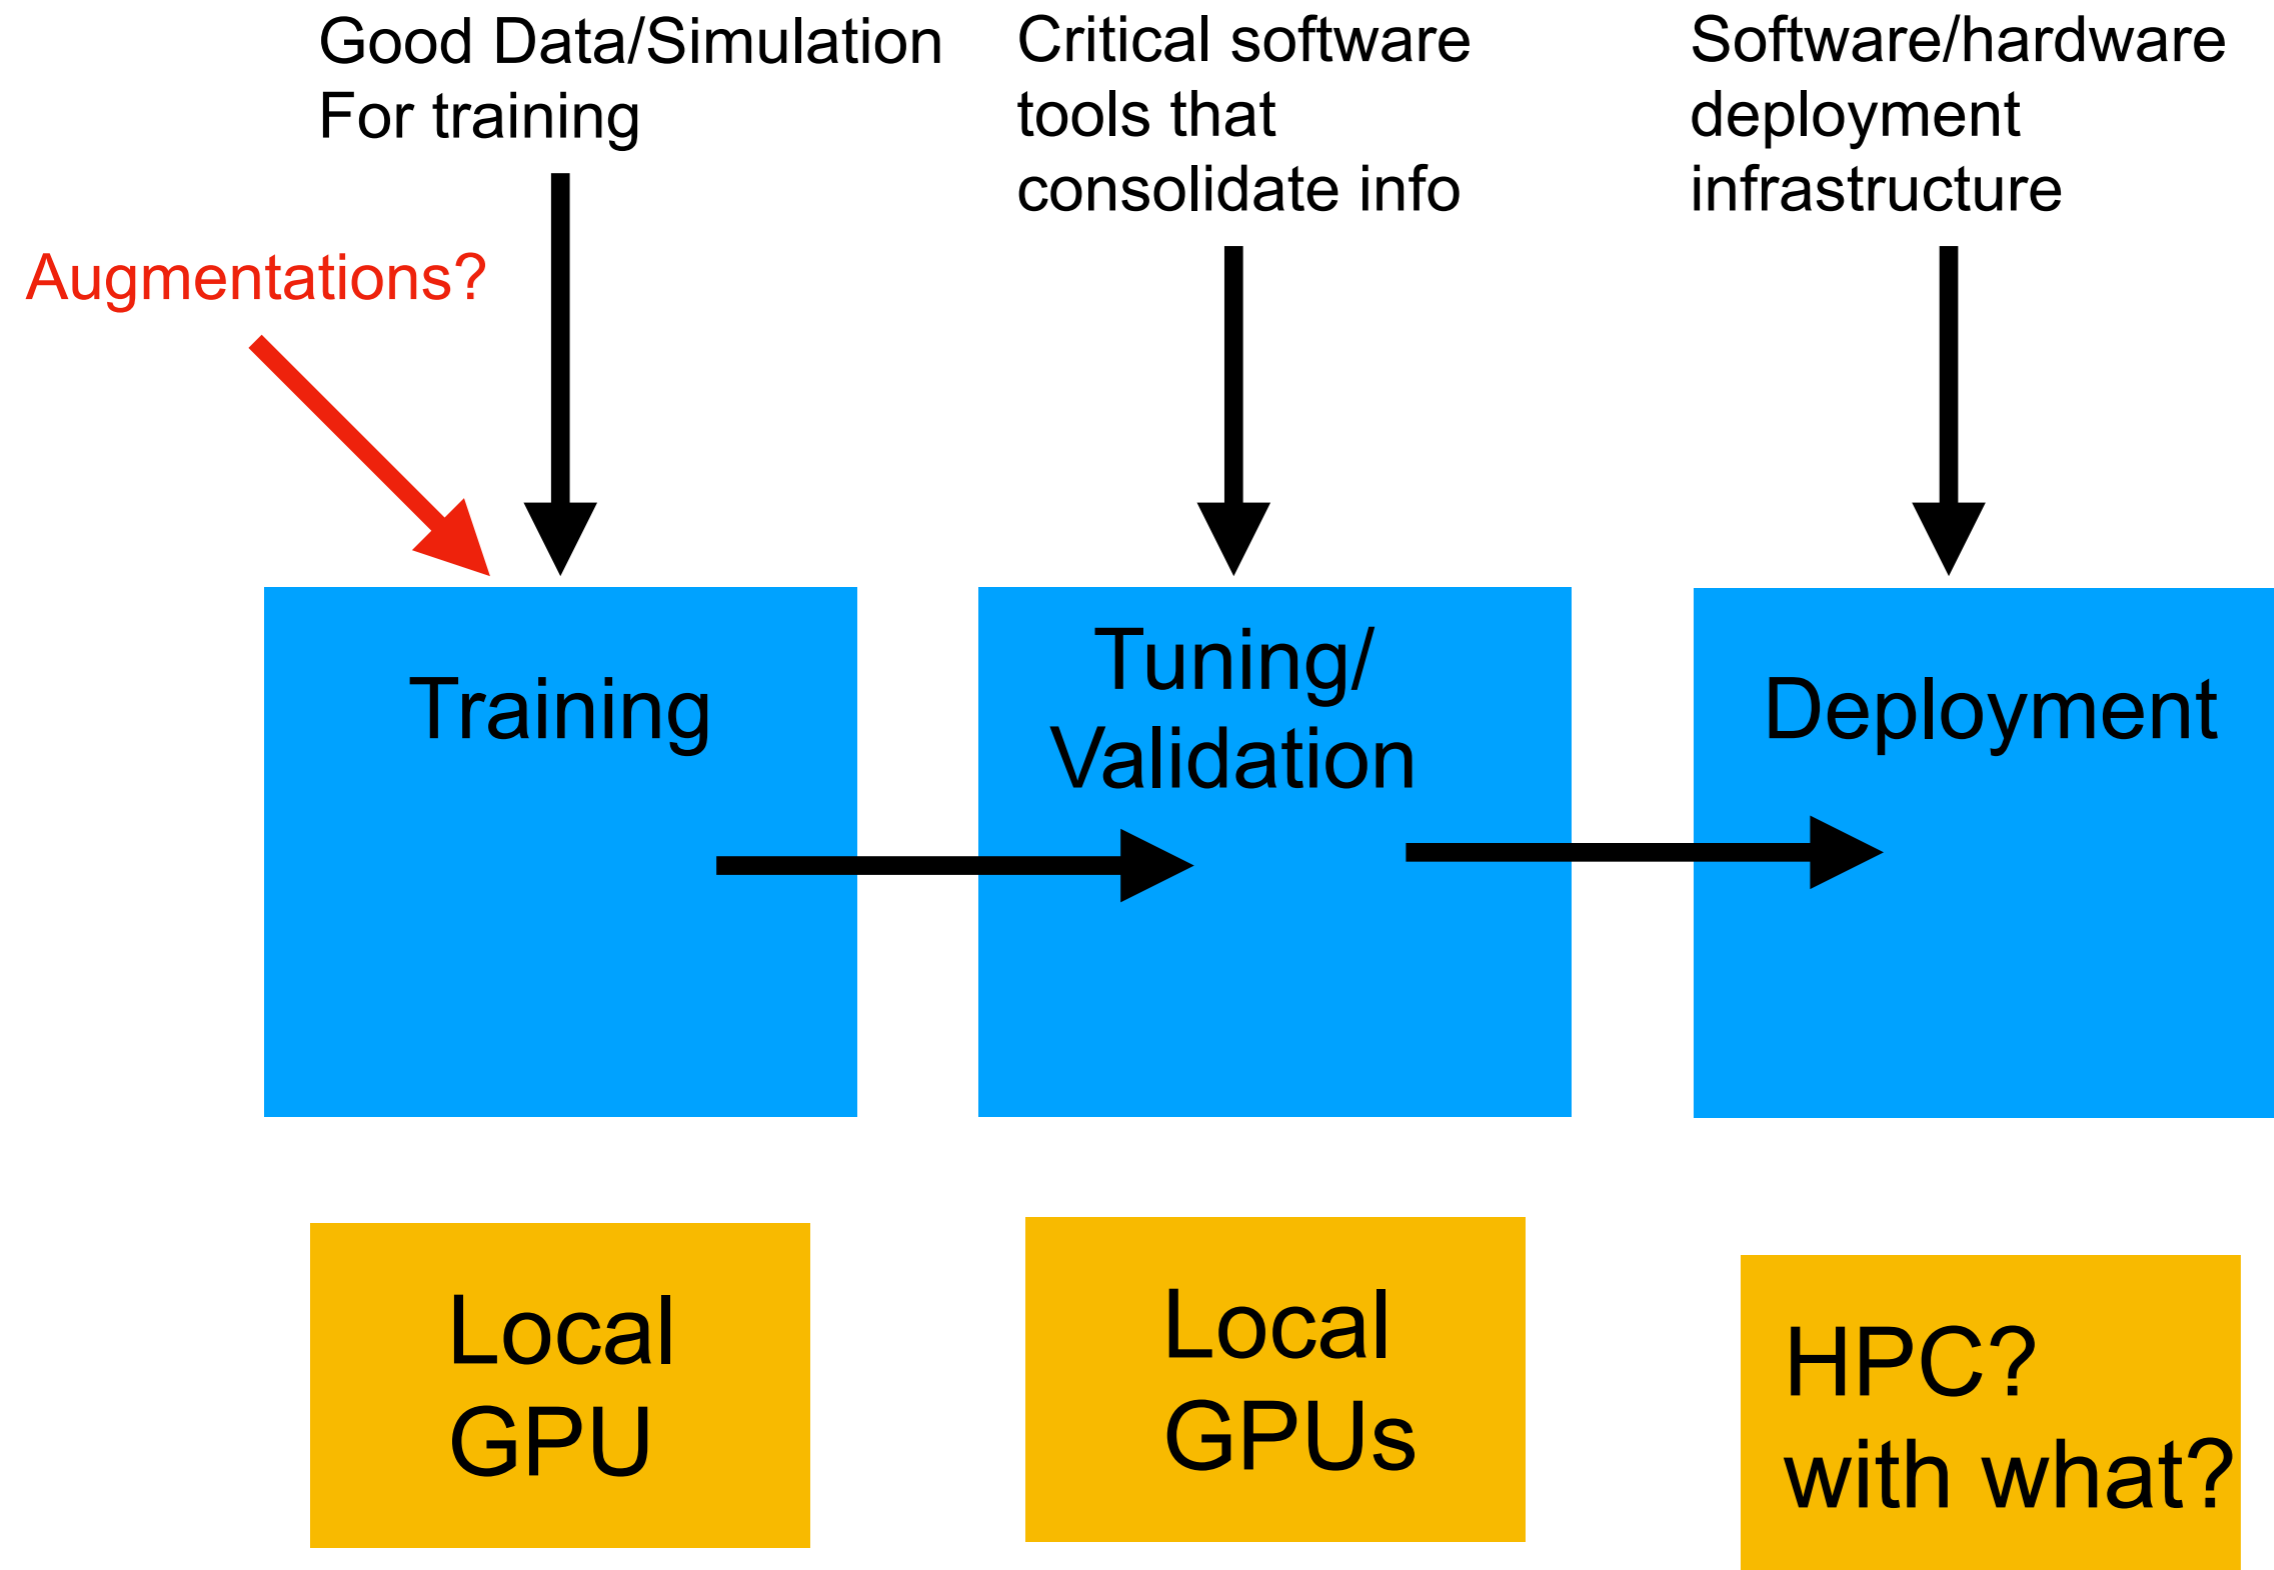 Good Data/Simulation
For training
Critical software
tools that
consolidate info
Software/hardware
deployment
infrastructure
Augmentations?
Training
Tuning/
Validation
Deployment
Local
GPU
Local
GPUs
HPC?
with what?